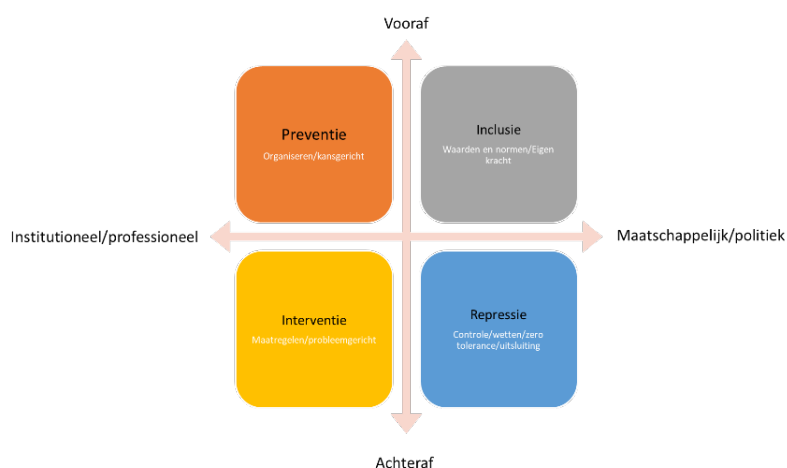 Vooraf
Preventie
Organiseren/kansgericht
Inclusie
Waarden en normen/Eigen
kracht
Institutioneel/professioneel
Maatschappelijk/politiek
Interventie
Maatregelen/probleemgericht
Repressie
Controle/wetten/zero
tolerance/uitsluiting
Achteraf